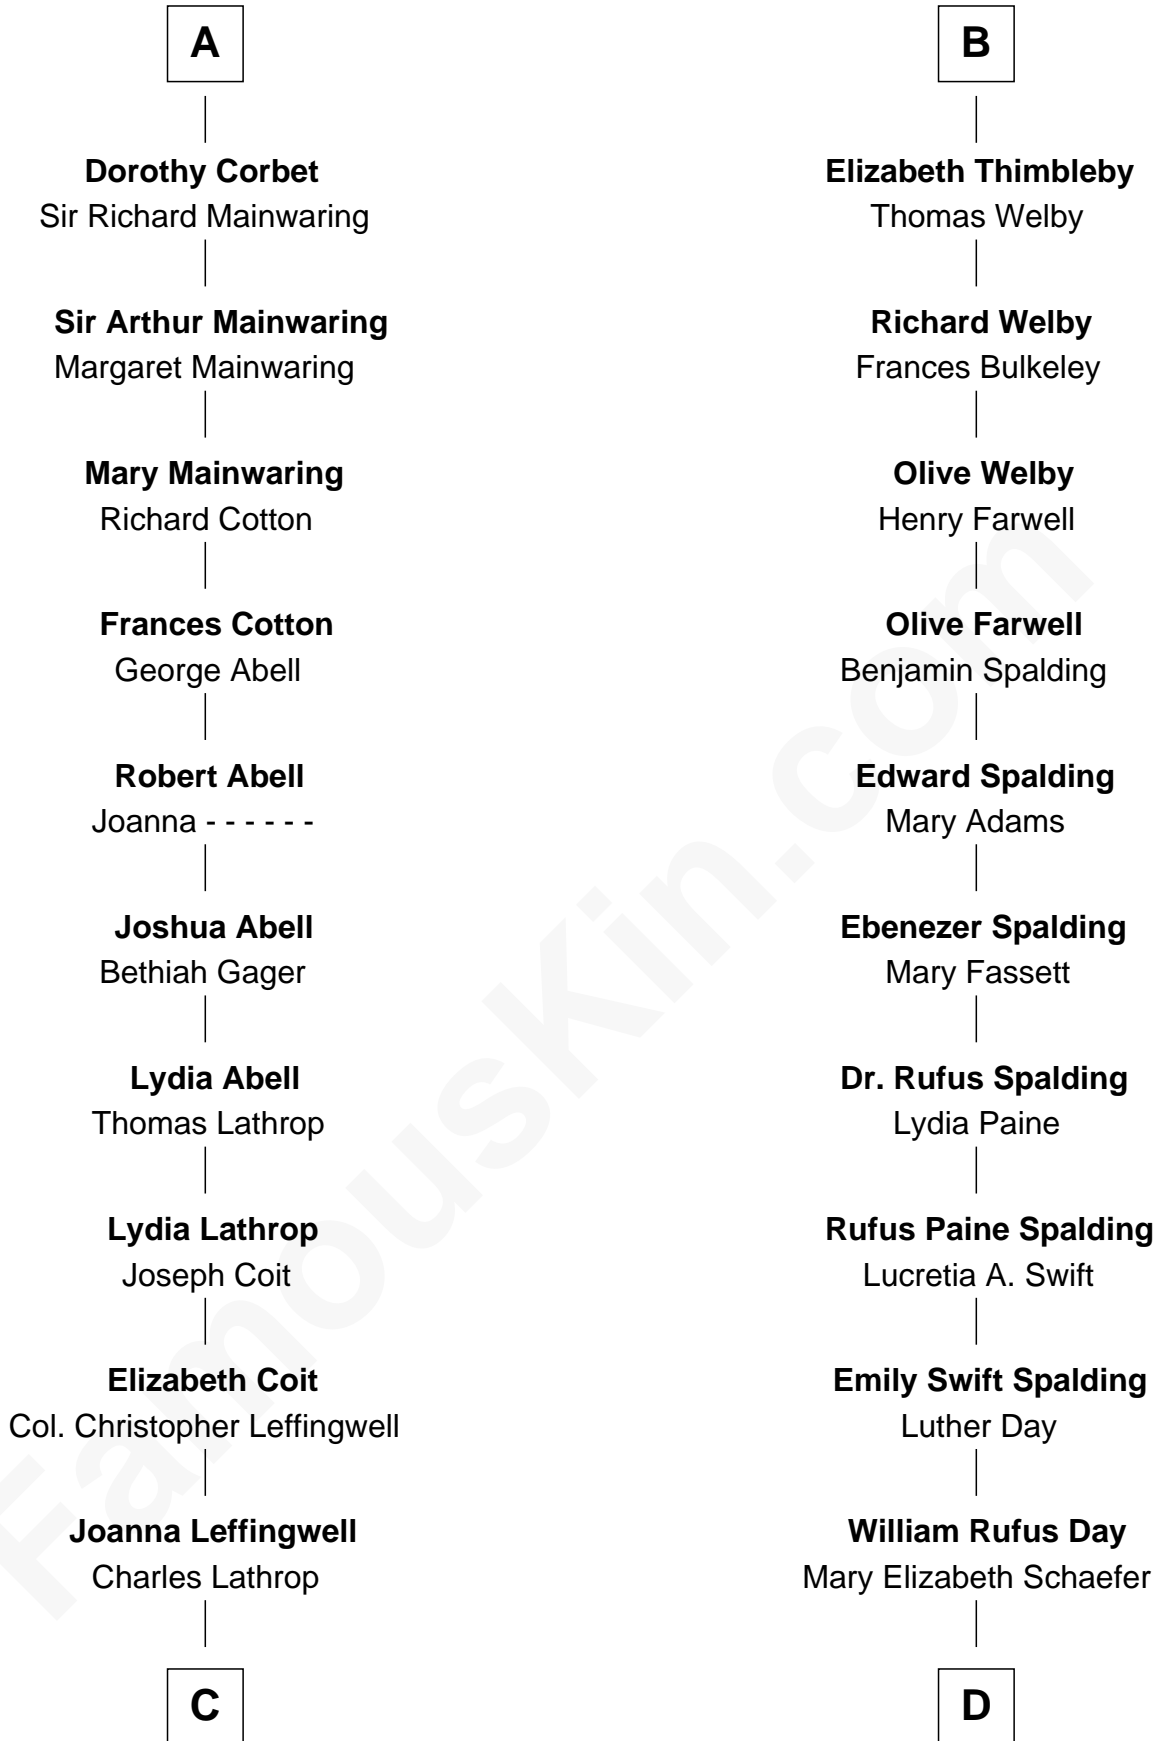 A
Dorothy Corbet
Sir Richard Mainwaring
Sir Arthur Mainwaring
Margaret Mainwaring
Mary Mainwaring
Richard Cotton
Frances Cotton
George Abell
Robert Abell
Joanna - - - - - -
Joshua Abell
Bethiah Gager
Lydia Abell
Thomas Lathrop
Lydia Lathrop
Joseph Coit
Elizabeth Coit
Col. Christopher Leffingwell
Joanna Leffingwell
Charles Lathrop
C
B
Elizabeth Thimbleby
Thomas Welby
Richard Welby
Frances Bulkeley
Olive Welby
Henry Farwell
Olive Farwell
Benjamin Spalding
Edward Spalding
Mary Adams
Ebenezer Spalding
Mary Fassett
Dr. Rufus Spalding
Lydia Paine
Rufus Paine Spalding
Lucretia A. Swift
Emily Swift Spalding
Luther Day
William Rufus Day
Mary Elizabeth Schaefer
D
FamousKin.com